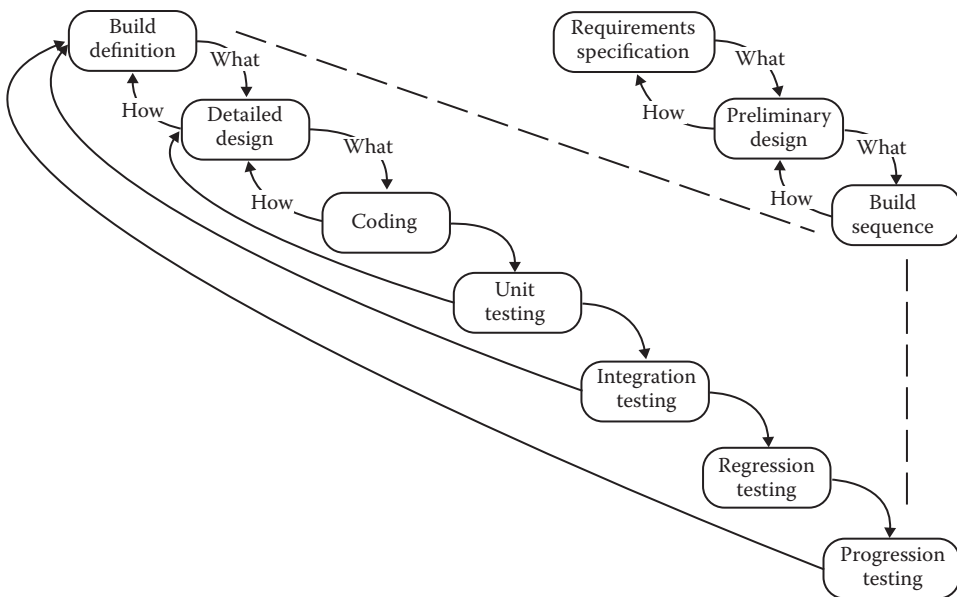 Build
definition
What
How
Detailed
design
What
How
Coding
Unit
testing
Integration
testing
Regression
testing
Progression
testing
Requirements
specification
What
How
Preliminary
design
What
How
Build
sequence